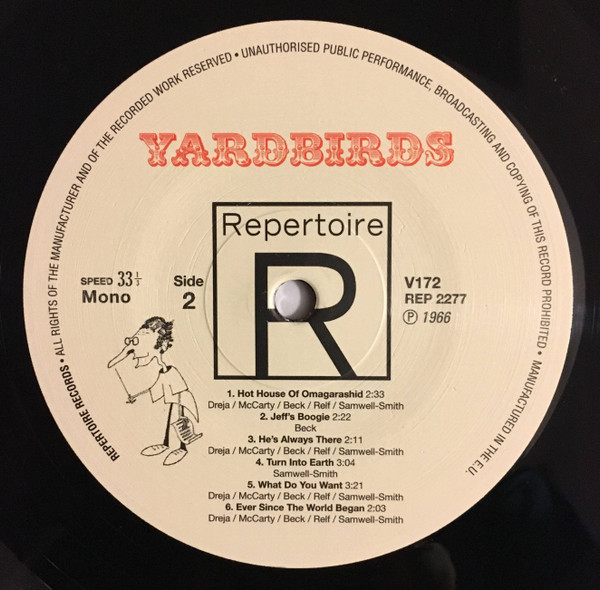 REPERTOIRE RECORDS • ALL RIGHTS OF THE MANUFACTURER AND OF THE RECORDED WORK RESERVED • UNAUTHORISED PUBLIC PERFORMANCE, BROADCASTING AND COPYING OF THIS RECORD PROHIBITED • MANUFACTURED IN THE E.U.
YARDBIRDS
Repertoire
R
SPEED 33 1/3
Mono
Side
2
V172
REP 2277
℗ 1966
1. Hot House Of Omagarashid 2:33
Dreja / McCarty / Beck / Relf / Samwell-Smith
2. Jeff's Boogie 2:22
Beck
3. He's Always There 2:11
Dreja / McCarty / Beck / Relf / Samwell-Smith
4. Turn Into Earth 3:04
Samwell-Smith
5. What Do You Want 3:21
Dreja / McCarty / Beck / Relf / Samwell-Smith
6. Ever Since The World Began 2:03
Dreja / McCarty / Beck / Relf / Samwell-Smith